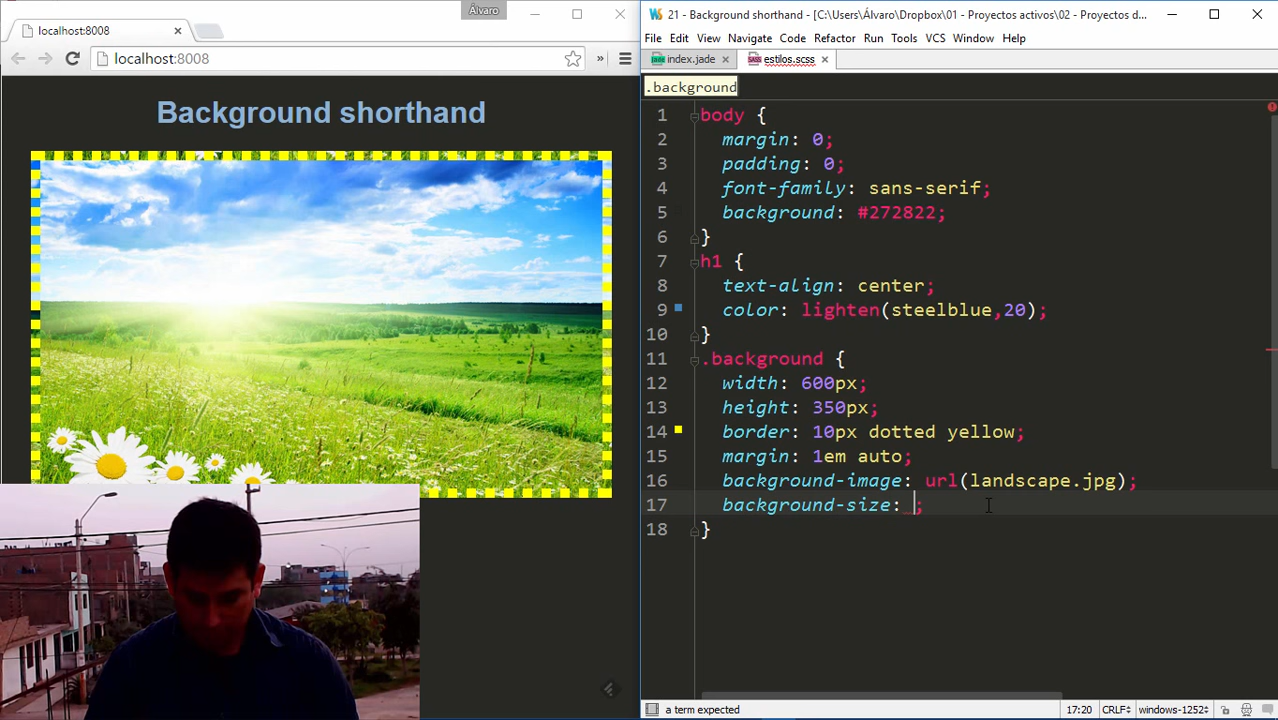 Álvaro
localhost:8008
localhost:8008
Background shorthand
21 - Background shorthand - [C:\Users\Álvaro\Dropbox\01 - Proyectos activos\02 - Proyectos d...
File Edit View Navigate Code Refactor Run Tools VCS Window Help
index.jade estilos.scss
.background
1 body {
2 margin: 0;
3 padding: 0;
4 font-family: sans-serif;
5 background: #272822;
6 }
7 h1 {
8 text-align: center;
9 color: lighten(steelblue,20);
10 }
11 .background {
12 width: 600px;
13 height: 350px;
14 border: 10px dotted yellow;
15 margin: 1em auto;
16 background-image: url(landscape.jpg);
17 background-size: ;
18 }
a term expected 17:20 CRLF windows-1252